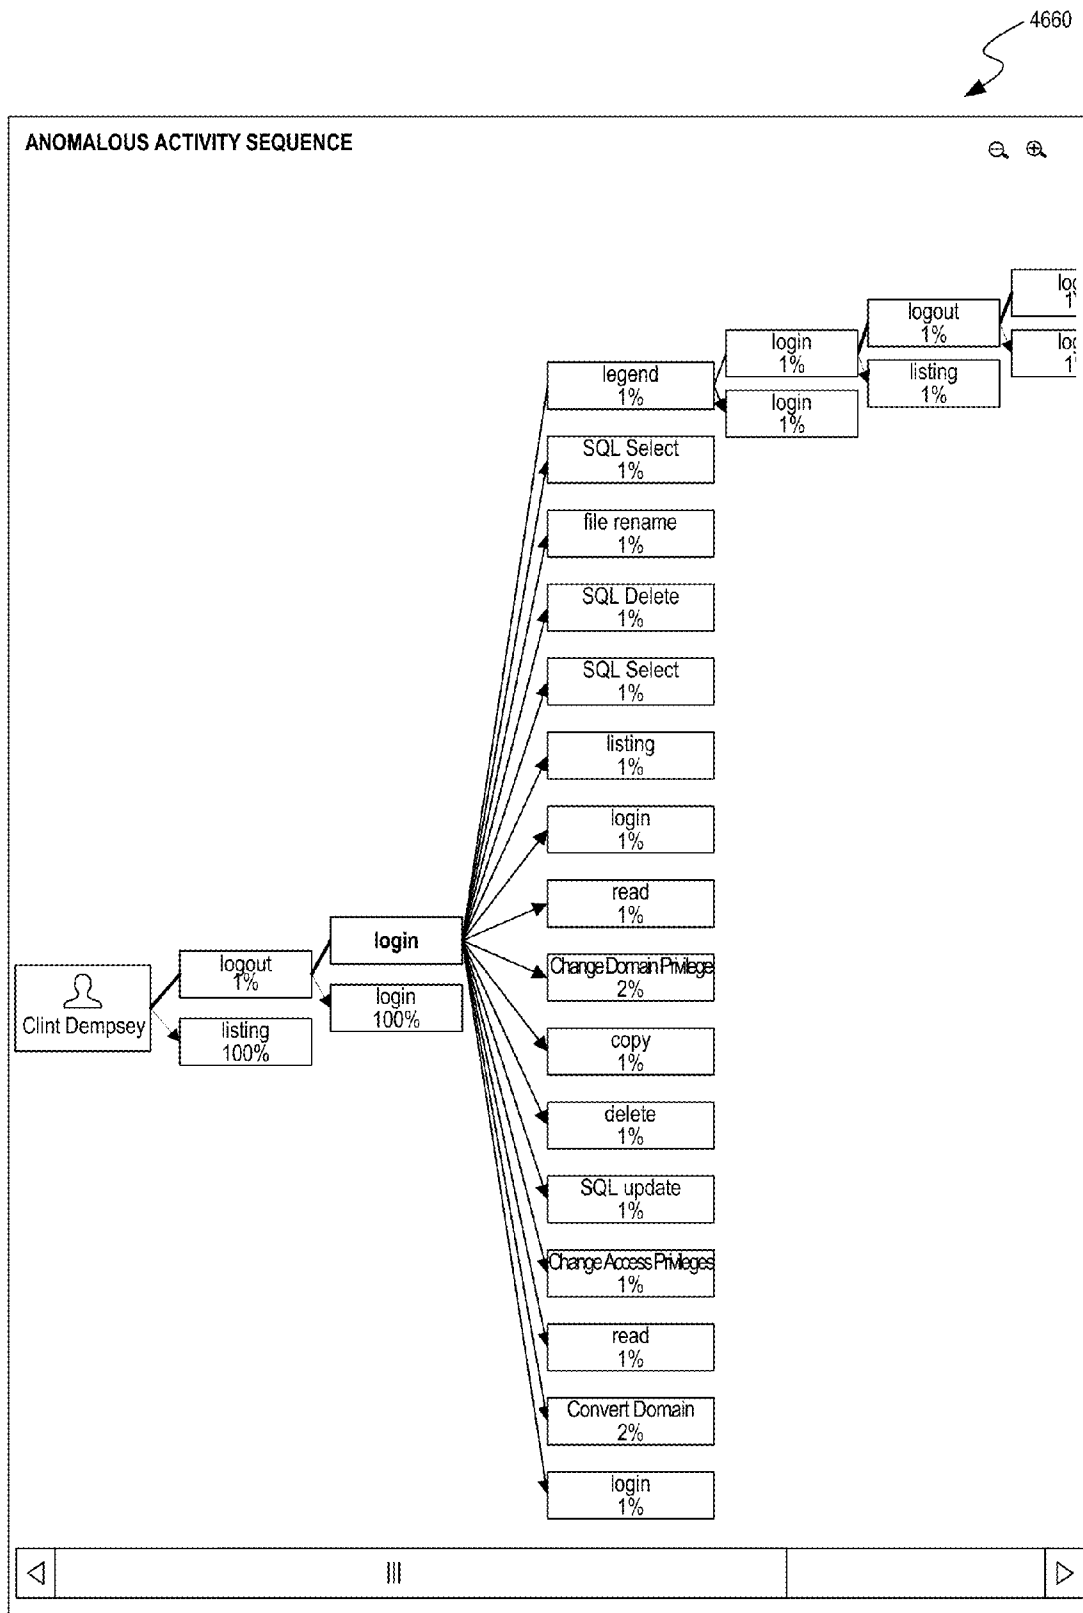 4660
ANOMALOUS ACTIVITY SEQUENCE
logout
1%
listing
1%
login
1%
login
1%
legend
1%
SQL Select
1%
file rename
1%
SQL Delete
1%
SQL Select
1%
listing
1%
login
1%
read
1%
Change Domain Privilege
2%
copy
1%
delete
1%
SQL update
1%
Change Access Privileges
1%
read
1%
Convert Domain
2%
login
1%
login
login
100%
logout
1%
listing
100%
Clint Dempsey